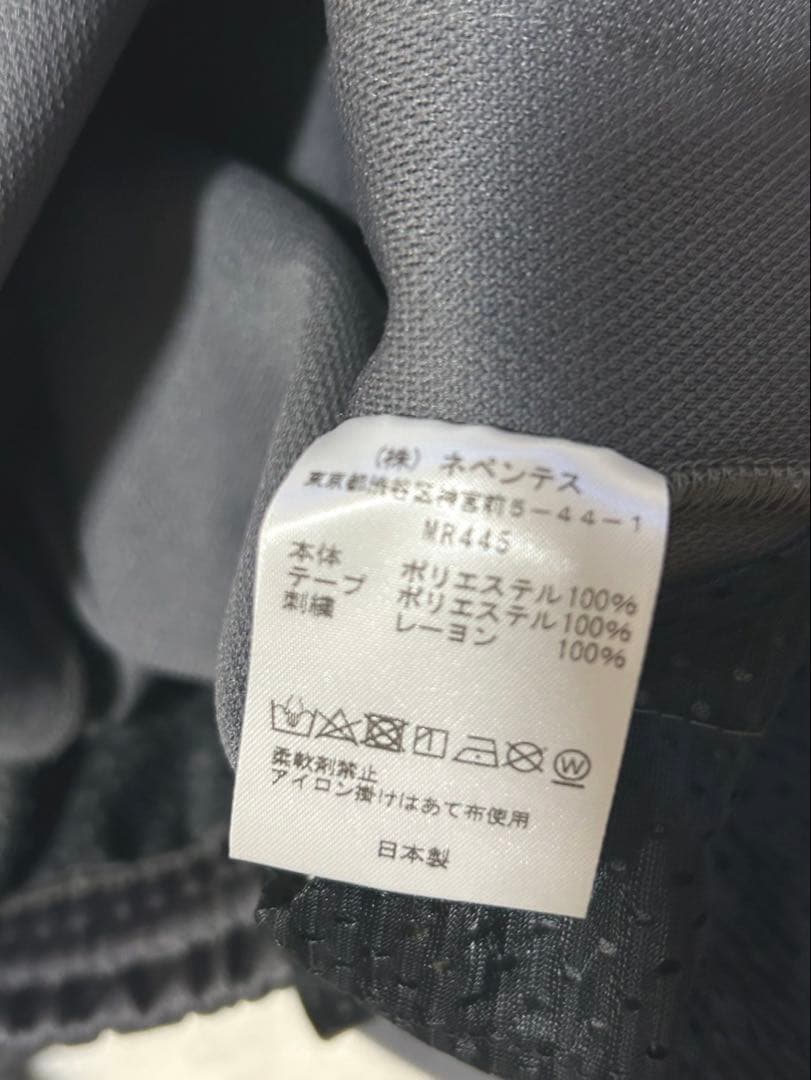 (株) ネペンテス
東京都渋谷区神宮前5-44-1
MR445
本体 ポリエステル100%
テープ ポリエステル100%
刺繍 レーヨン 100%
W
柔軟剤禁止
アイロン掛けはあて布使用
日本製